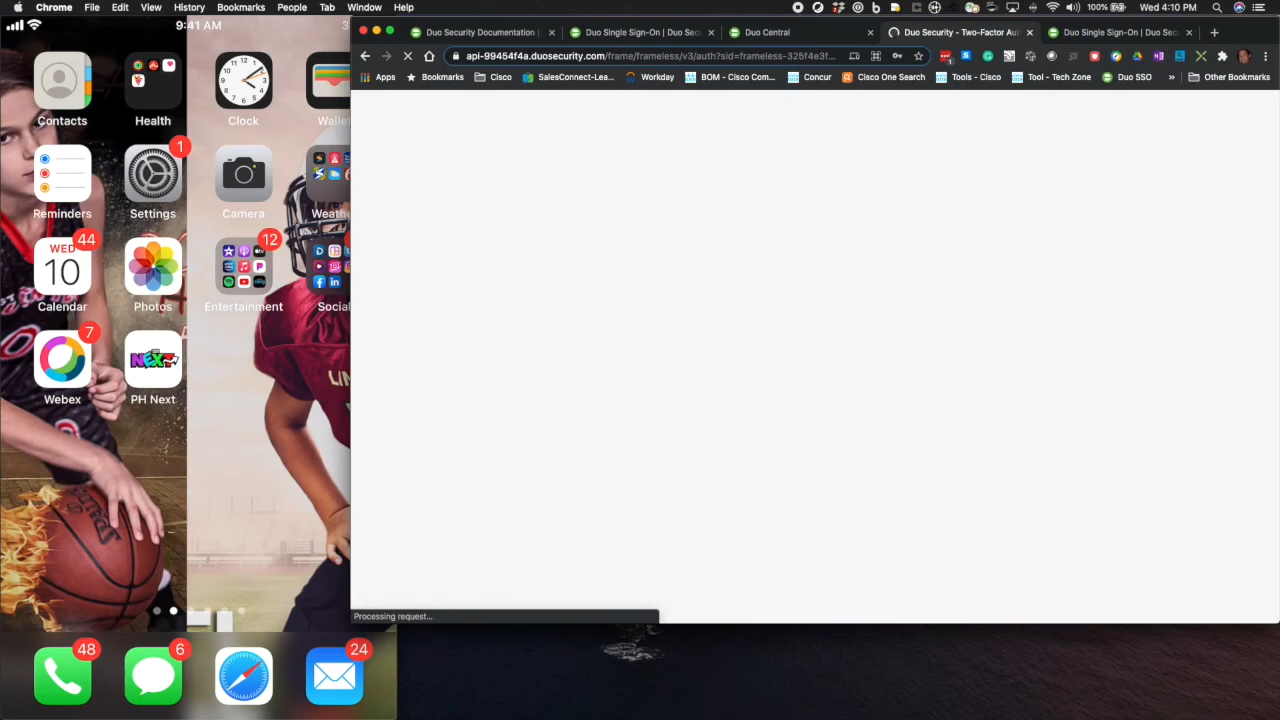 Chrome File Edit View History Bookmarks People Tab Window Help
100% Wed 4:10 PM
9:41 AM
Duo Security Documentation |
Duo Single Sign-On | Duo Sec
Duo Central
Duo Security - Two-Factor Aut
Duo Single Sign-On | Duo Sec
api-99454f4a.duosecurity.com/frame/frameless/v3/auth?sid=frameless-325f4e3f...
Apps Bookmarks Cisco SalesConnect-Lea... Workday BOM - Cisco Com... Concur Cisco One Search Tools - Cisco Tool - Tech Zone Duo SSO » Other Bookmarks
Contacts Health Clock Wallet
1
Reminders Settings Camera Weathe
44 12
WED
10
Calendar Photos Entertainment Social
7
NEXT
Webex PH Next
SPALDING
Processing request...
48 6 24